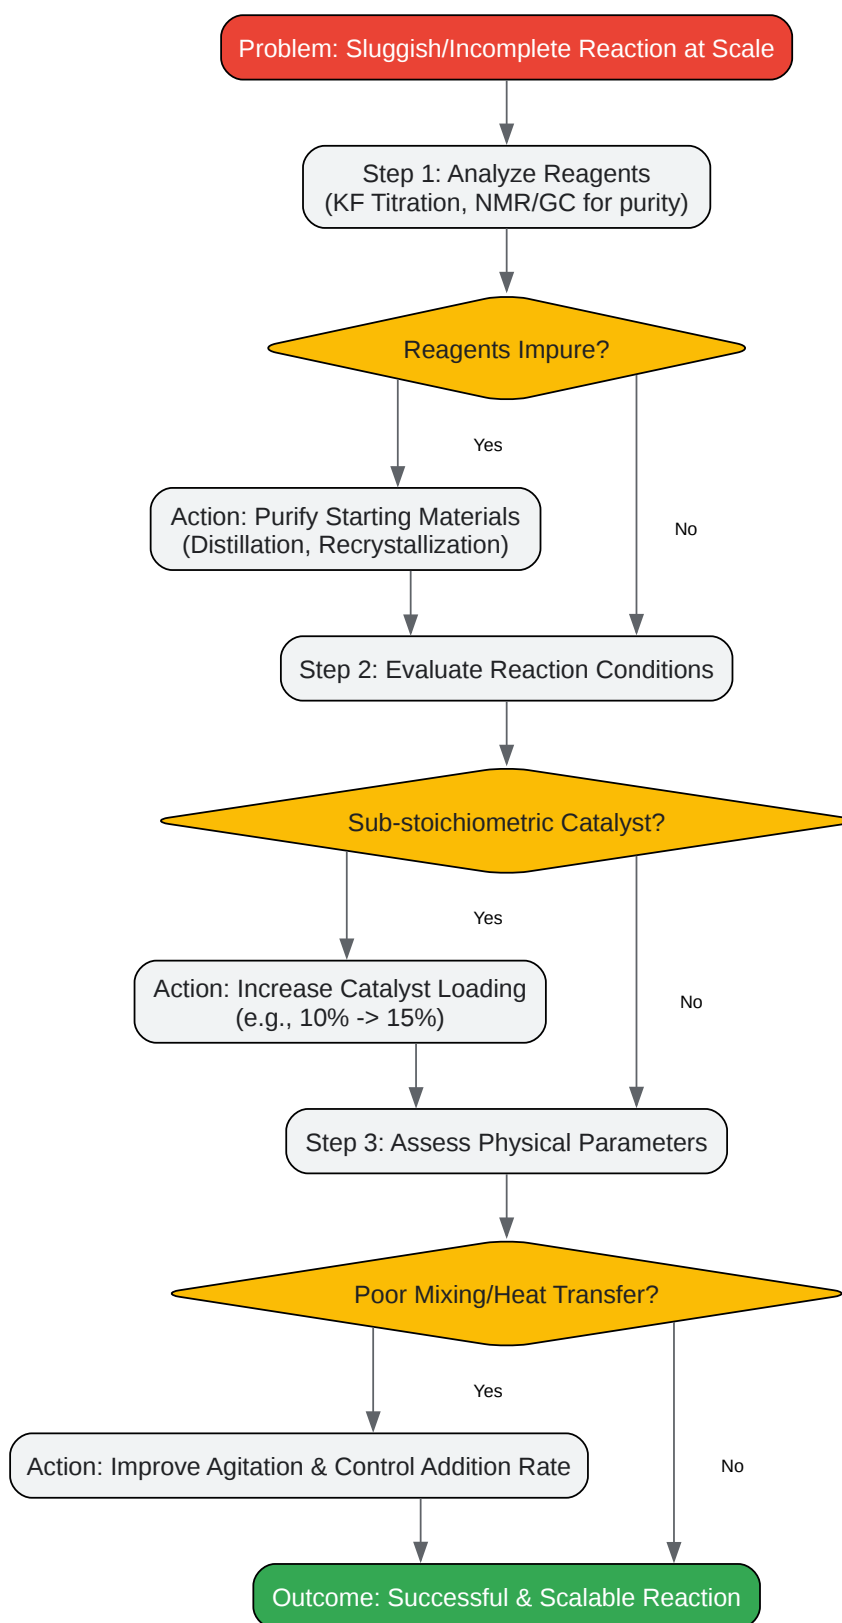 Problem: Sluggish/Incomplete Reaction at Scale
Step 1: Analyze Reagents
(KF Titration, NMR/GC for purity)
Reagents Impure?
Yes
Action: Purify Starting Materials
(Distillation, Recrystallization)
No
Step 2: Evaluate Reaction Conditions
Sub-stoichiometric Catalyst?
Yes
Action: Increase Catalyst Loading
(e.g., 10% -> 15%)
No
Step 3: Assess Physical Parameters
Poor Mixing/Heat Transfer?
Yes
Action: Improve Agitation & Control Addition Rate
No
Outcome: Successful & Scalable Reaction